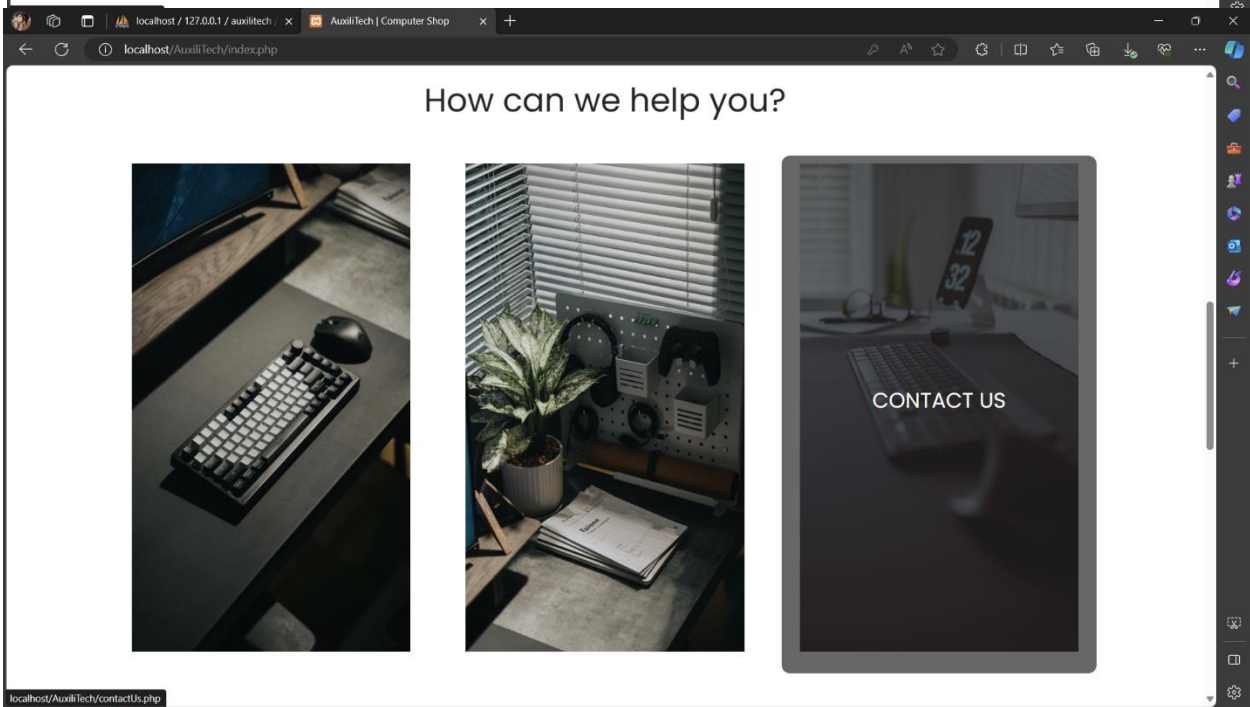 localhost / 127.0.0.1 / auxilitech /
AuxiliTech | Computer Shop
localhost/AuxiliTech/index.php
How can we help you?
12
32
CONTACT US
localhost/AuxiliTech/contactUs.php